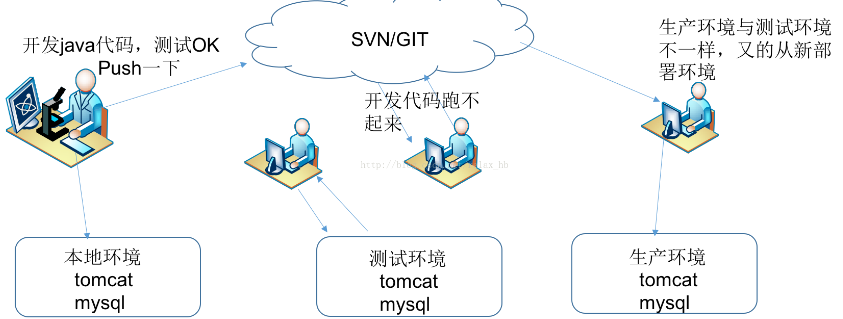 开发java代码，测试OK
Push一下
SVN/GIT
生产环境与测试环境
不一样，又的从新部
署环境
开发代码跑不
起来
本地环境
tomcat
mysql
测试环境
tomcat
mysql
生产环境
tomcat
mysql